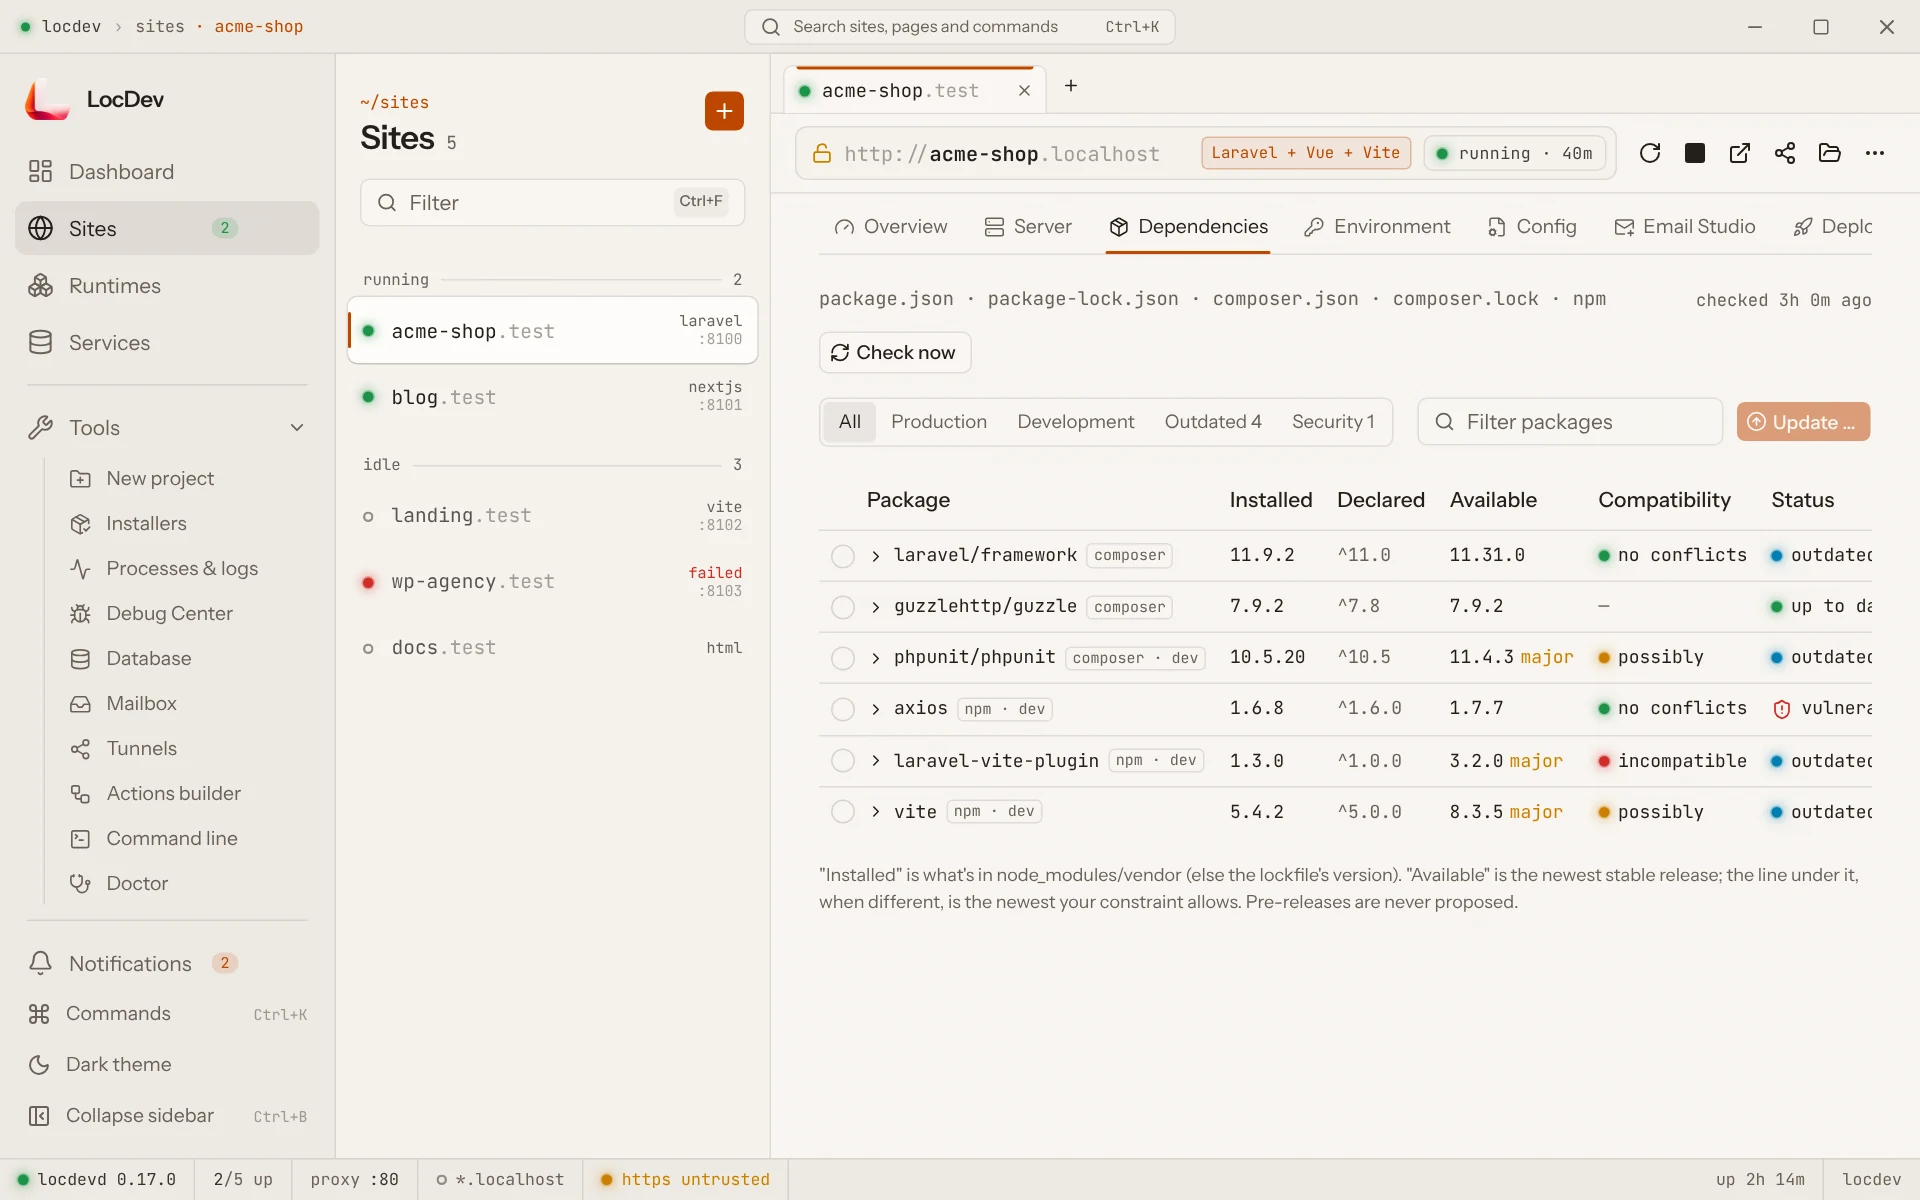 locdev › sites · acme-shop
Search sites, pages and commands Ctrl+K
LocDev
Dashboard
Sites 2
Runtimes
Services
Tools
New project
Installers
Processes & logs
Debug Center
Database
Mailbox
Tunnels
Actions builder
Command line
Doctor
Notifications 2
Commands Ctrl+K
Dark theme
Collapse sidebar Ctrl+B
~/sites
Sites 5
Filter Ctrl+F
running 2
acme-shop.test laravel
:8100
blog.test nextjs
:8101
idle 3
landing.test vite
:8102
wp-agency.test failed
:8103
docs.test html
acme-shop.test
http://acme-shop.localhost Laravel + Vue + Vite running · 40m
Overview Server Dependencies Environment Config Email Studio Deplo
package.json · package-lock.json · composer.json · composer.lock · npm checked 3h 0m ago
Check now
All Production Development Outdated 4 Security 1 Filter packages Update ...
Package Installed Declared Available Compatibility Status
laravel/framework composer 11.9.2 ^11.0 11.31.0 no conflicts outdated
guzzlehttp/guzzle composer 7.9.2 ^7.8 7.9.2 — up to da
phpunit/phpunit composer · dev 10.5.20 ^10.5 11.4.3 major possibly outdated
axios npm · dev 1.6.8 ^1.6.0 1.7.7 no conflicts vulnera
laravel-vite-plugin npm · dev 1.3.0 ^1.0.0 3.2.0 major incompatible outdated
vite npm · dev 5.4.2 ^5.0.0 8.3.5 major possibly outdated
"Installed" is what's in node_modules/vendor (else the lockfile's version). "Available" is the newest stable release; the line under it,
when different, is the newest your constraint allows. Pre-releases are never proposed.
locdevd 0.17.0 2/5 up proxy :80 *.localhost https untrusted up 2h 14m locdev